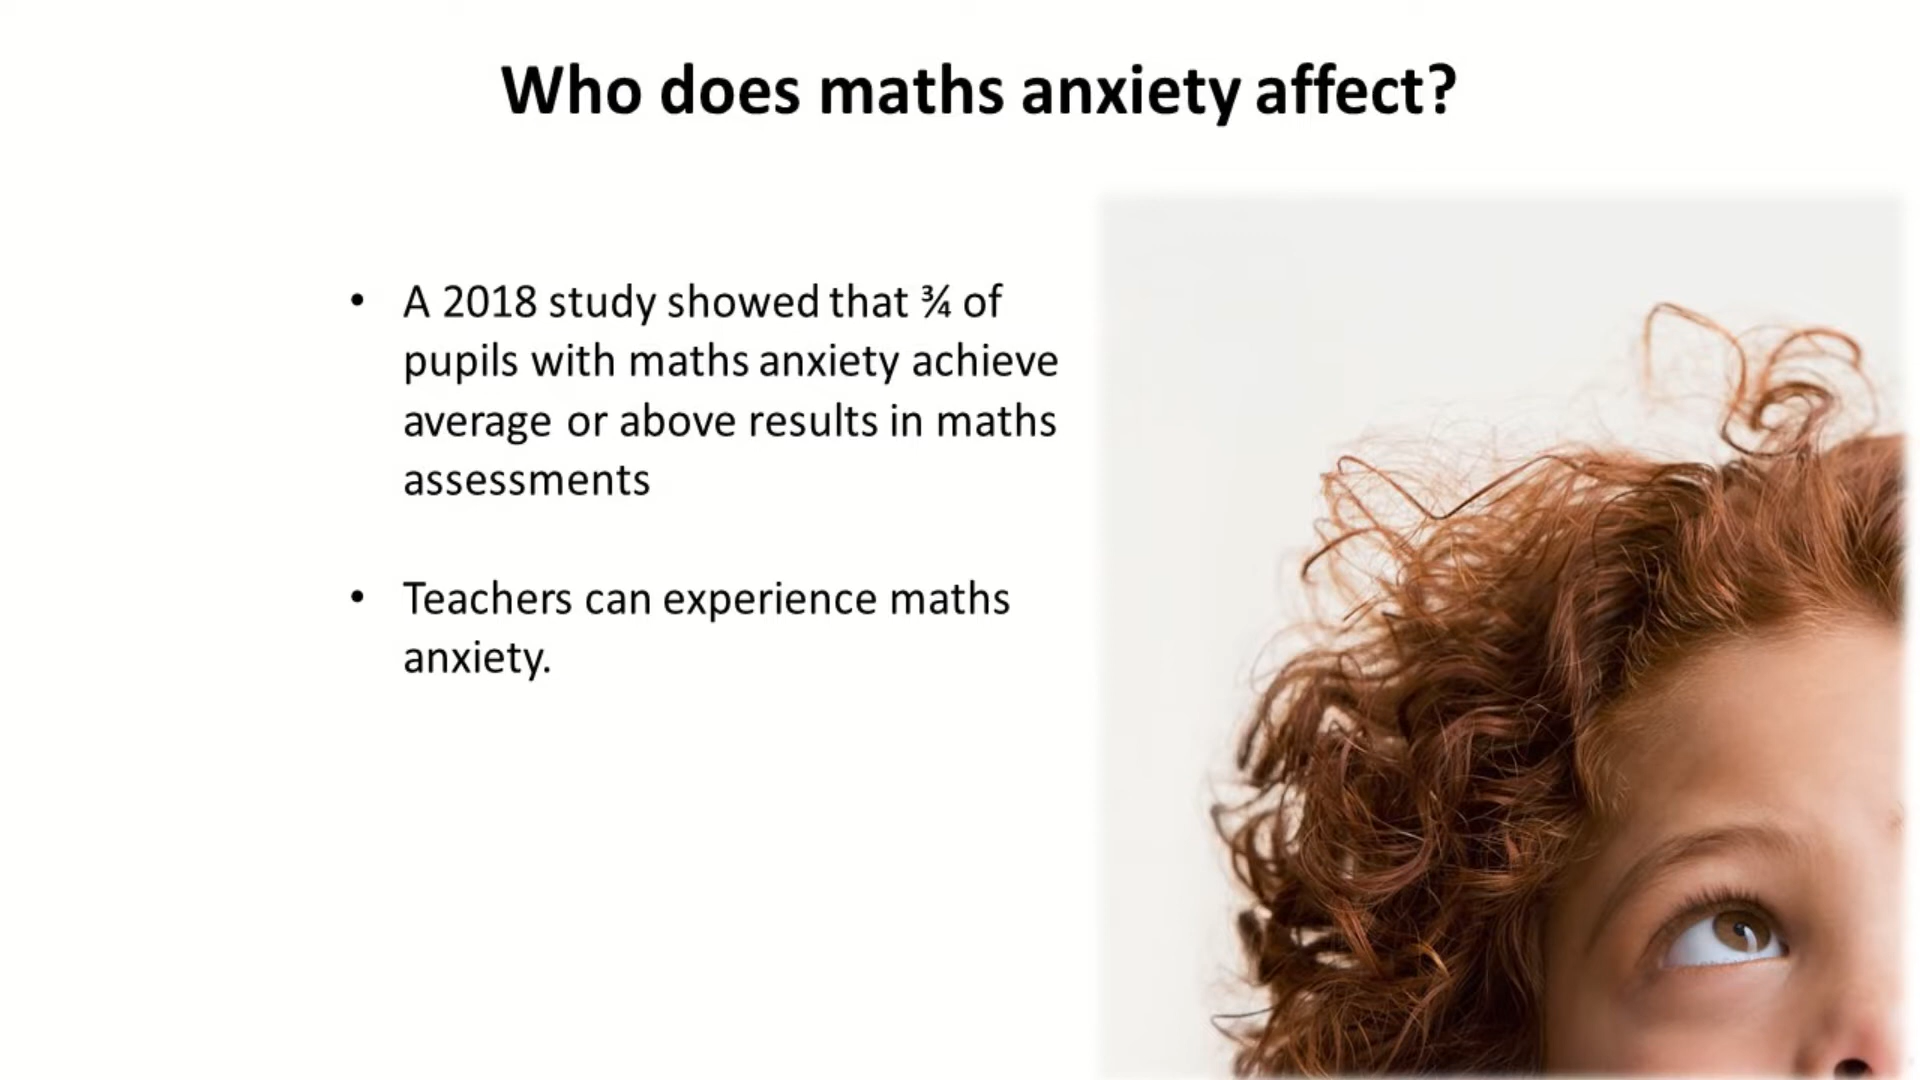 Who does maths anxiety affect?
• A 2018 study showed that ¾ of
pupils with maths anxiety achieve
average or above results in maths
assessments
• Teachers can experience maths
anxiety.